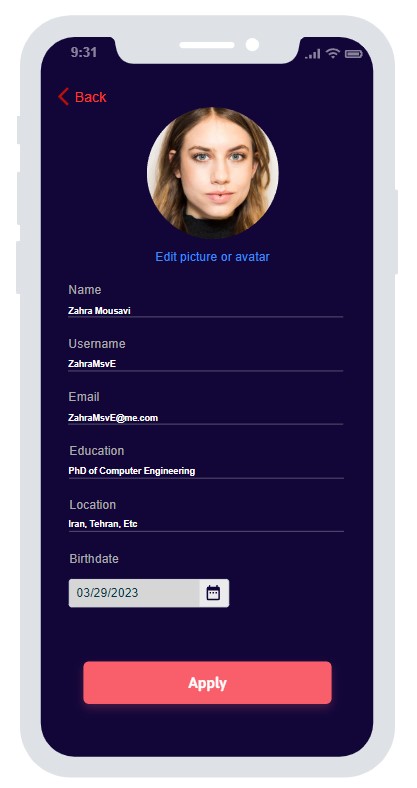 9:31
Back
Edit picture or avatar
Name
Zahra Mousavi
Username
ZahraMsvE
Email
ZahraMsvE@me.com
Education
PhD of Computer Engineering
Location
Iran, Tehran, Etc
Birthdate
03/29/2023
Apply